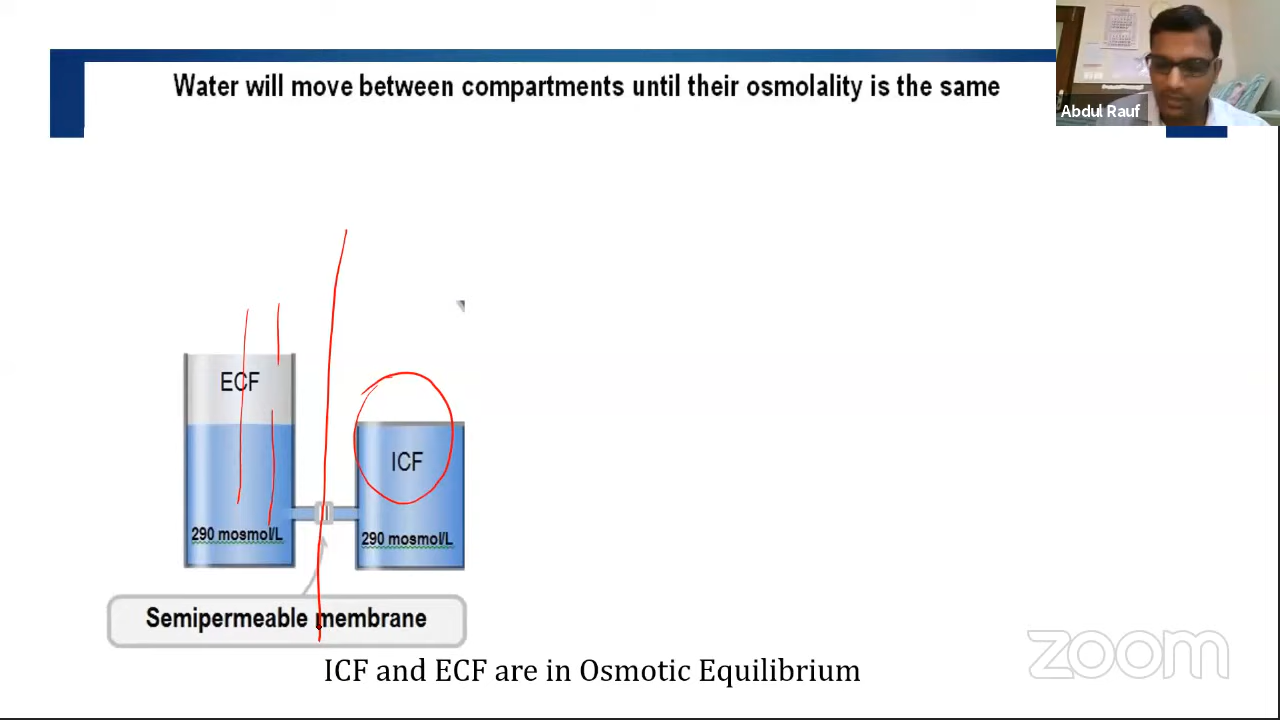 Water will move between compartments until their osmolality is the same
Abdul Rauf
ECF
ICF
290 mosmol/L
290 mosmol/L
Semipermeable membrane
ICF and ECF are in Osmotic Equilibrium
zoom